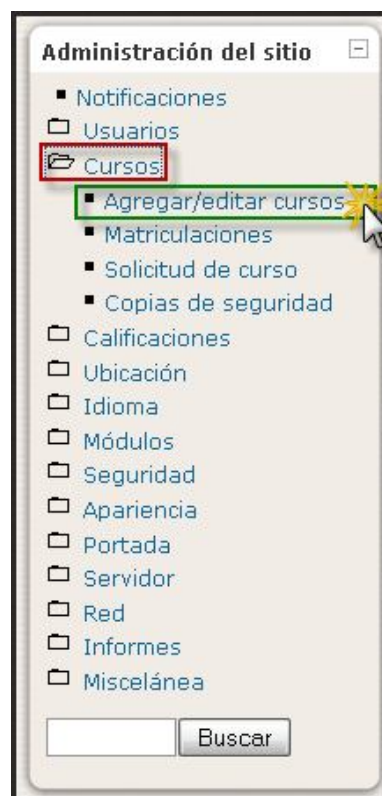 Administración del sitio
Notificaciones
Usuarios
Cursos
Agregar/editar cursos
Matriculaciones
Solicitud de curso
Copias de seguridad
Calificaciones
Ubicación
Idioma
Módulos
Seguridad
Apariencia
Portada
Servidor
Red
Informes
Miscelánea
Buscar